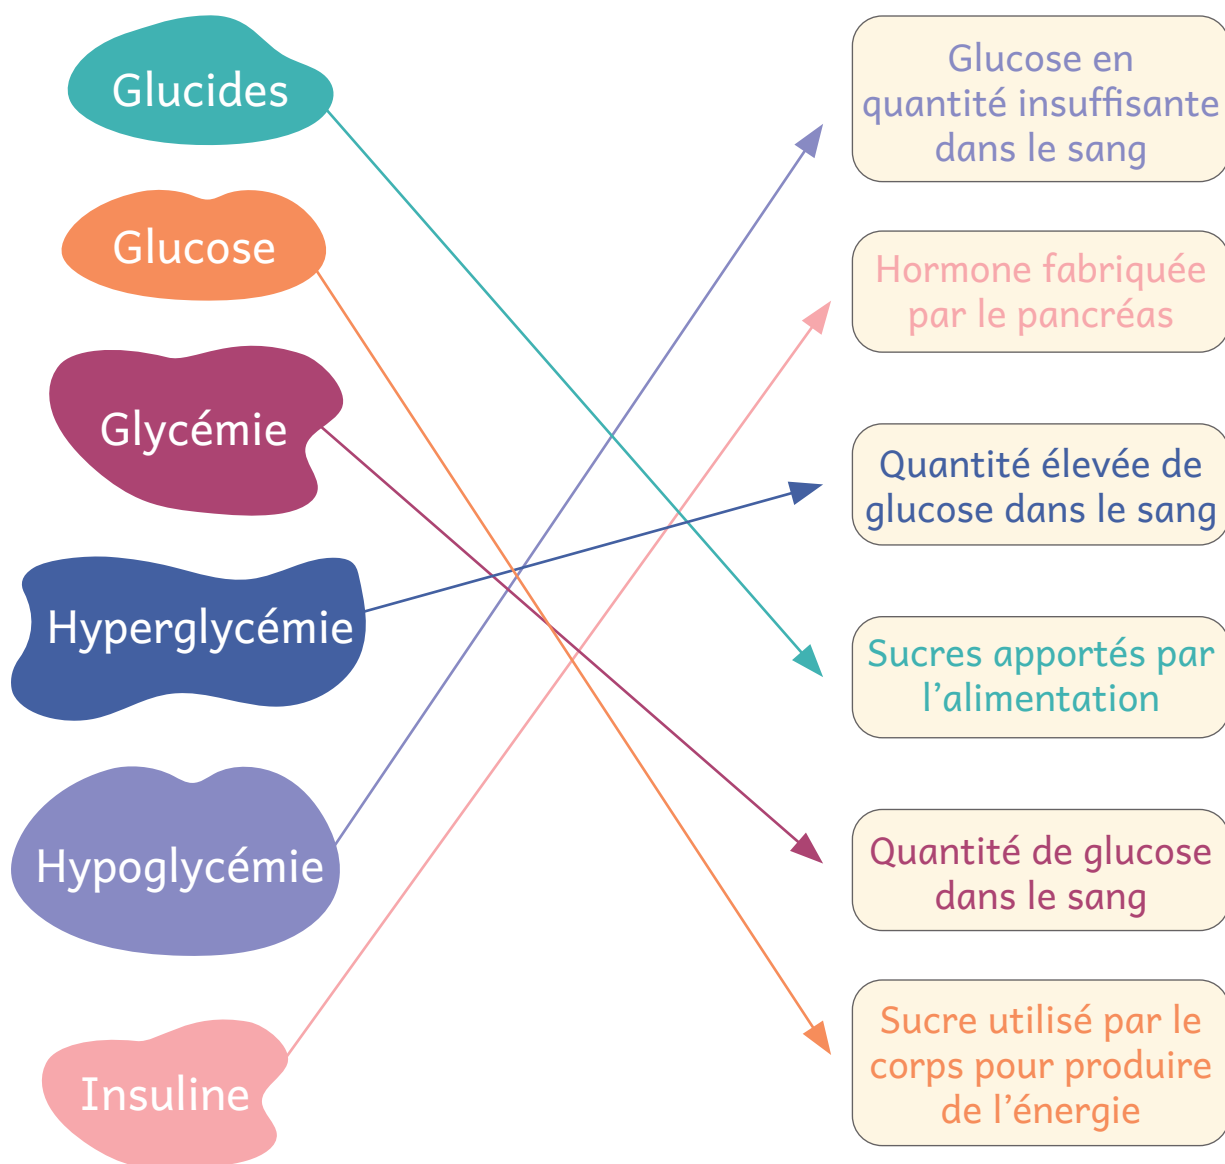 Glucides
Glucose
Glycémie
Hyperglycémie
Hypoglycémie
Insuline
Glucose en
quantité insuffisante
dans le sang
Hormone fabriquée
par le pancréas
Quantité élevée de
glucose dans le sang
Sucres apportés par
l’alimentation
Quantité de glucose
dans le sang
Sucre utilisé par le
corps pour produire
de l’énergie